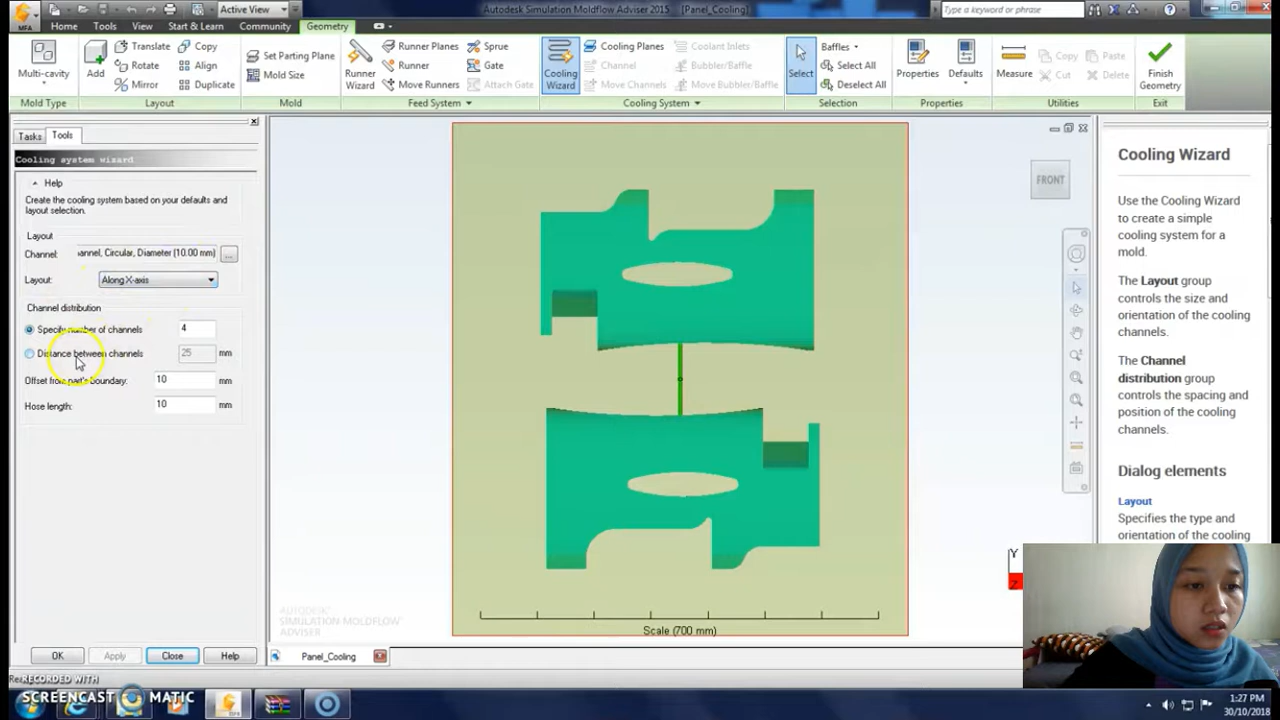 Active View
Autodesk Simulation Moldflow Adviser 2015 [Panel_Cooling]
Type a keyword or phrase
MFA
Home Tools View Start & Learn Community Geometry
Multi-cavity
Mold Type
Add
Translate Copy
Rotate Align
Mirror Duplicate
Layout
Set Parting Plane
Mold Size
Mold
Runner Wizard
Runner Planes Sprue
Runner Gate
Move Runners Attach Gate
Feed System
Cooling Wizard
Cooling Planes Coolant Inlets
Channel Bubbler/Baffle
Move Channels Move Bubbler/Baffle
Cooling System
Select
Baffles
Select All
Deselect All
Selection
Properties Defaults
Properties
Measure
Copy Paste
Cut Delete
Utilities
Finish Geometry
Exit
Tasks Tools
Cooling system wizard
Help
Create the cooling system based on your defaults and
layout selection.
Layout
Channel: annel, Circular, Diameter (10.00 mm) ...
Layout: Along X-axis
Channel distribution
Specify number of channels 4
Distance between channels 25 mm
Offset from part's boundary: 10 mm
Hose length: 10 mm
OK Apply Close Help
FRONT
Scale (700 mm)
AUTODESK®
SIMULATION MOLDFLOW®
ADVISER
Y
Z
Panel_Cooling
Cooling Wizard
Use the Cooling Wizard
to create a simple
cooling system for a
mold.
The Layout group
controls the size and
orientation of the cooling
channels.
The Channel
distribution group
controls the spacing and
position of the cooling
channels.
Dialog elements
Layout
Specifies the type and
orientation of the cooling
RECORDED WITH
SCREENCAST MATIC
1:27 PM
30/10/2018